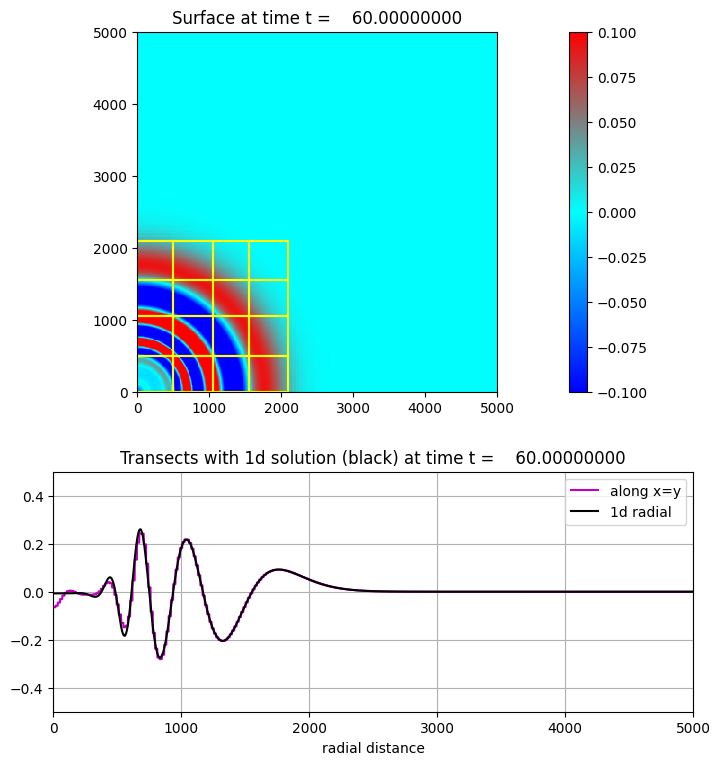 Surface at time t =    60.00000000
5000
4000
3000
2000
1000
0
0 1000 2000 3000 4000 5000
0.100
0.075
0.050
0.025
0.000
−0.025
−0.050
−0.075
−0.100
Transects with 1d solution (black) at time t =    60.00000000
along x=y
1d radial
0.4
0.2
0.0
−0.2
−0.4
0 1000 2000 3000 4000 5000
radial distance